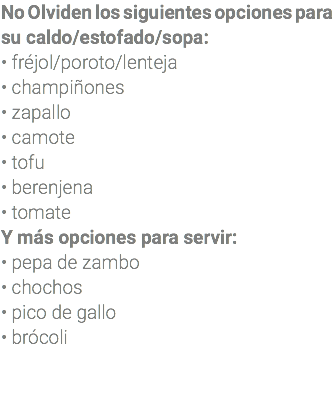 No Olviden los siguientes opciones para
su caldo/estofado/sopa:
• fréjol/poroto/lenteja
• champiñones
• zapallo
• camote
• tofu
• berenjena
• tomate
Y más opciones para servir:
• pepa de zambo
• chochos
• pico de gallo
• brócoli